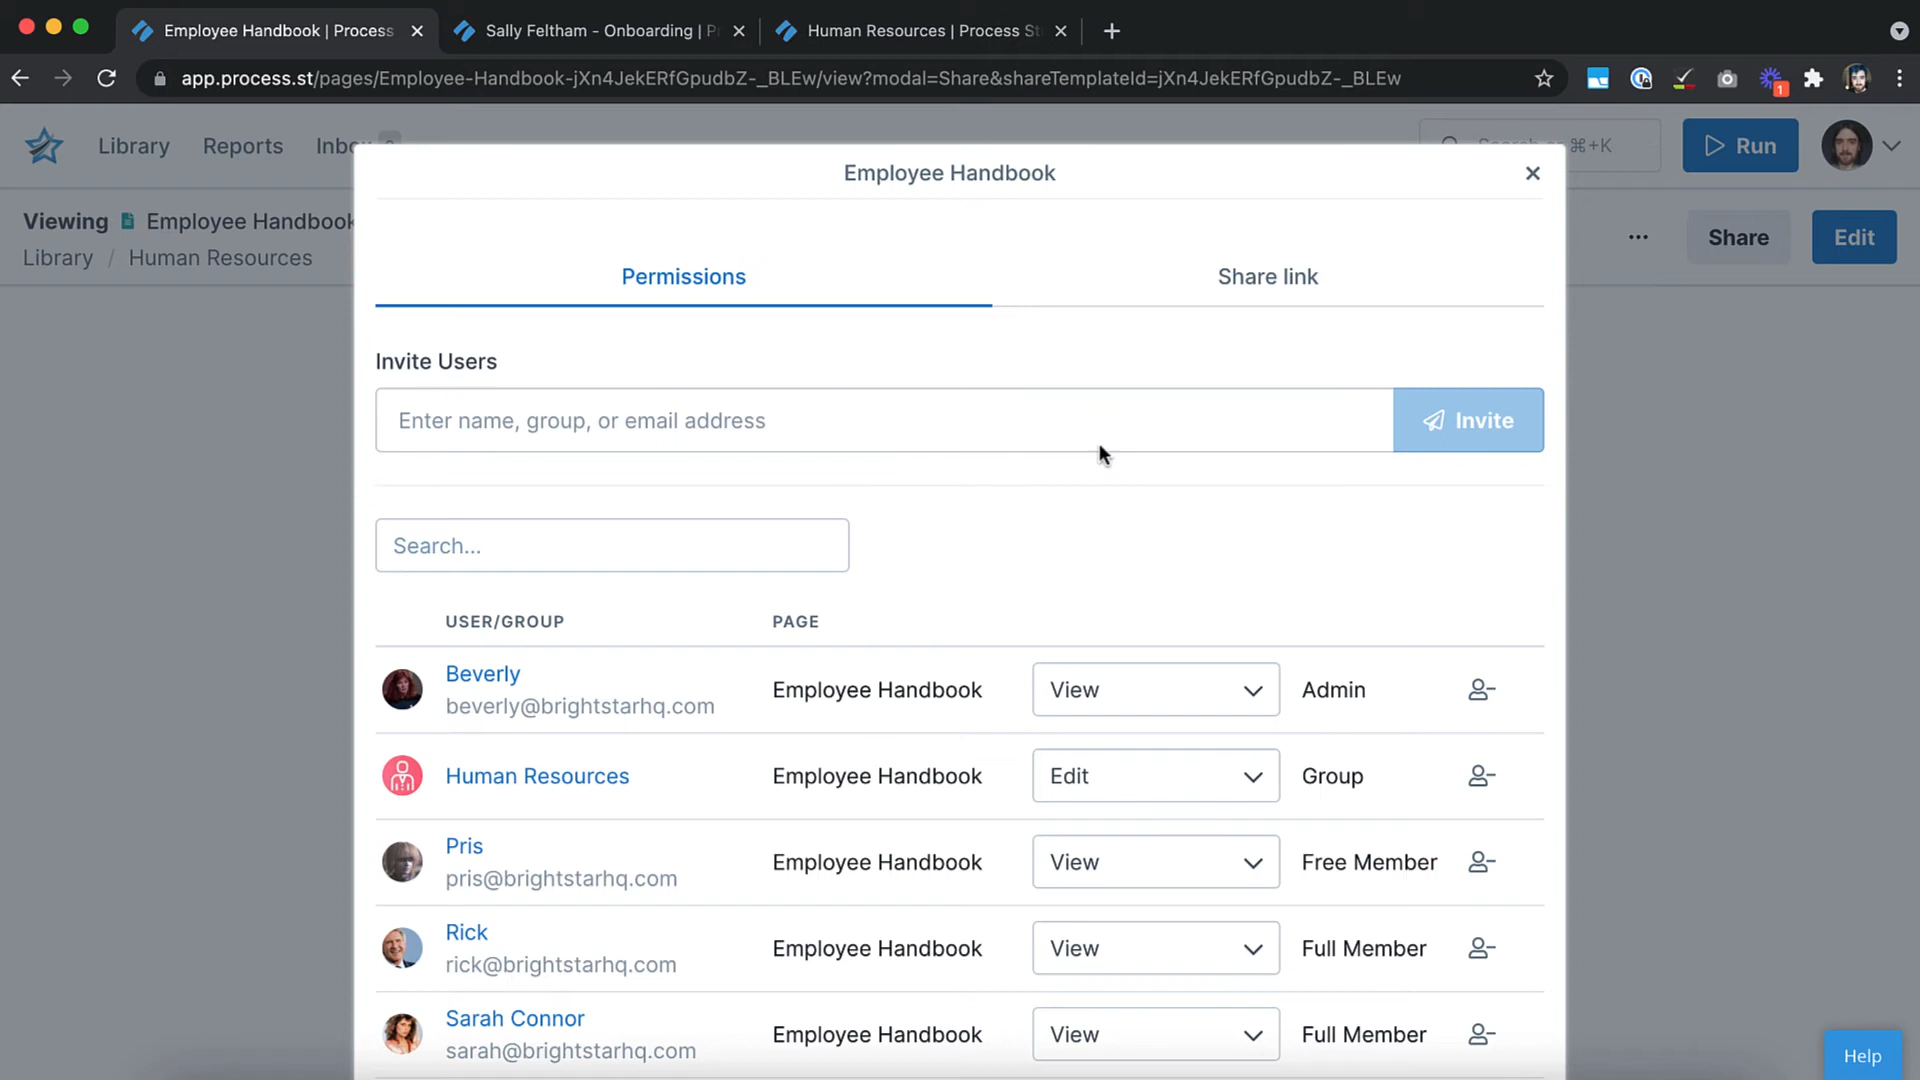 Employee Handbook | Process
Sally Feltham - Onboarding | P
Human Resources | Process St
app.process.st/pages/Employee-Handbook-jXn4JekERfGpudbZ-_BLEw/view?modal=Share&shareTemplateId=jXn4JekERfGpudbZ-_BLEw
1
Library
Reports
Inbox
Search or ⌘+K
Run
Viewing
Employee Handbook
Library / Human Resources
Share
Edit
Employee Handbook
Permissions
Share link
Invite Users
Enter name, group, or email address
Invite
Search...
USER/GROUP
PAGE
Beverly
beverly@brightstarhq.com
Employee Handbook
View
Admin
Human Resources
Employee Handbook
Edit
Group
Pris
pris@brightstarhq.com
Employee Handbook
View
Free Member
Rick
rick@brightstarhq.com
Employee Handbook
View
Full Member
Sarah Connor
sarah@brightstarhq.com
Employee Handbook
View
Full Member
Help